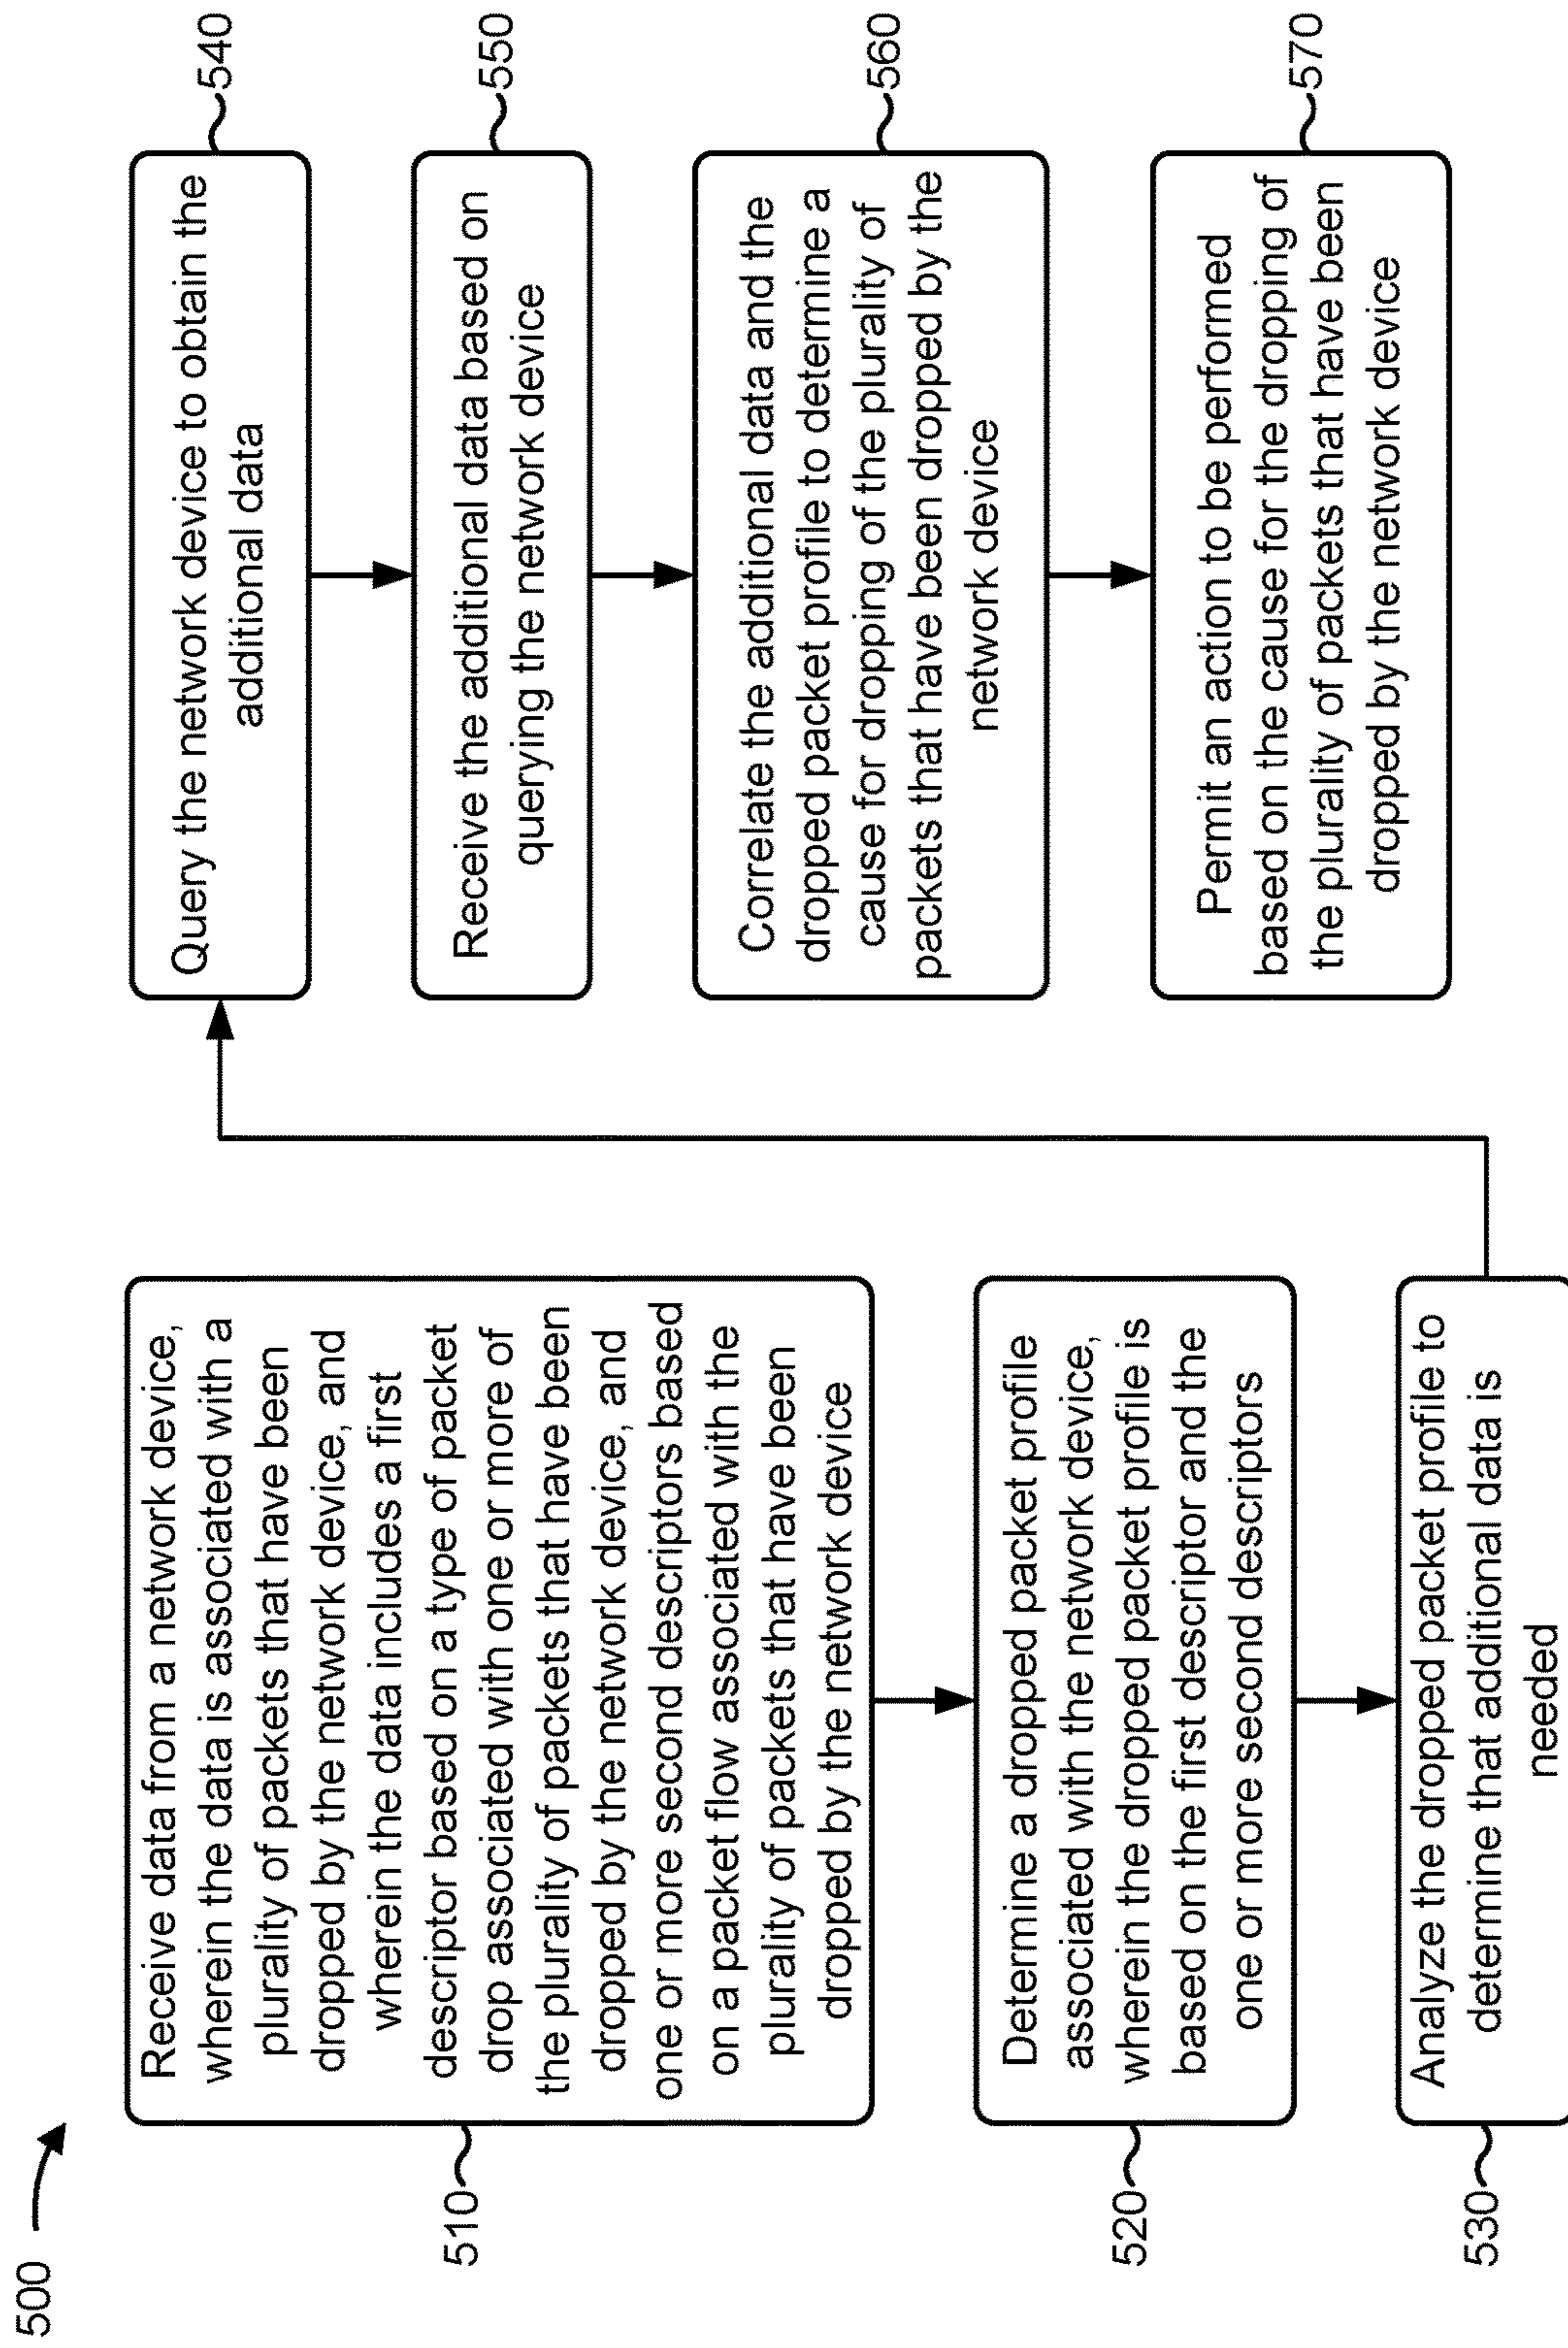 500
510
Receive data from a network device,
wherein the data is associated with a
plurality of packets that have been
dropped by the network device, and
wherein the data includes a first
descriptor based on a type of packet
drop associated with one or more of
the plurality of packets that have been
dropped by the network device, and
one or more second descriptors based
on a packet flow associated with the
plurality of packets that have been
dropped by the network device
520
Determine a dropped packet profile
associated with the network device,
wherein the dropped packet profile is
based on the first descriptor and the
one or more second descriptors
530
Analyze the dropped packet profile to
determine that additional data is
needed
540
Query the network device to obtain the
additional data
550
Receive the additional data based on
querying the network device
560
Correlate the additional data and the
dropped packet profile to determine a
cause for dropping of the plurality of
packets that have been dropped by the
network device
570
Permit an action to be performed
based on the cause for the dropping of
the plurality of packets that have been
dropped by the network device